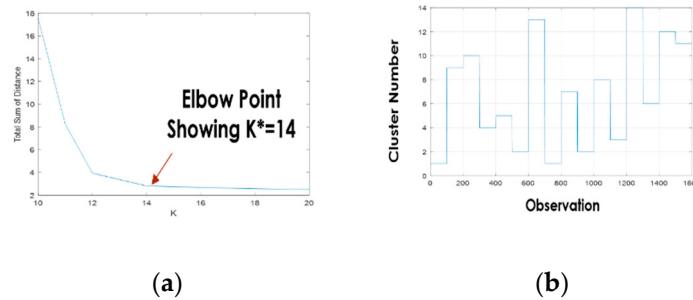 18
16
14
12
10
8
6
4
2
Total Sum of Distance
Elbow Point
Showing K*=14
10 12 14 16 18 20
K
(a)
14
12
10
8
6
4
2
0
Cluster Number
0 200 400 600 800 1000 1200 1400 1600
Observation
(b)